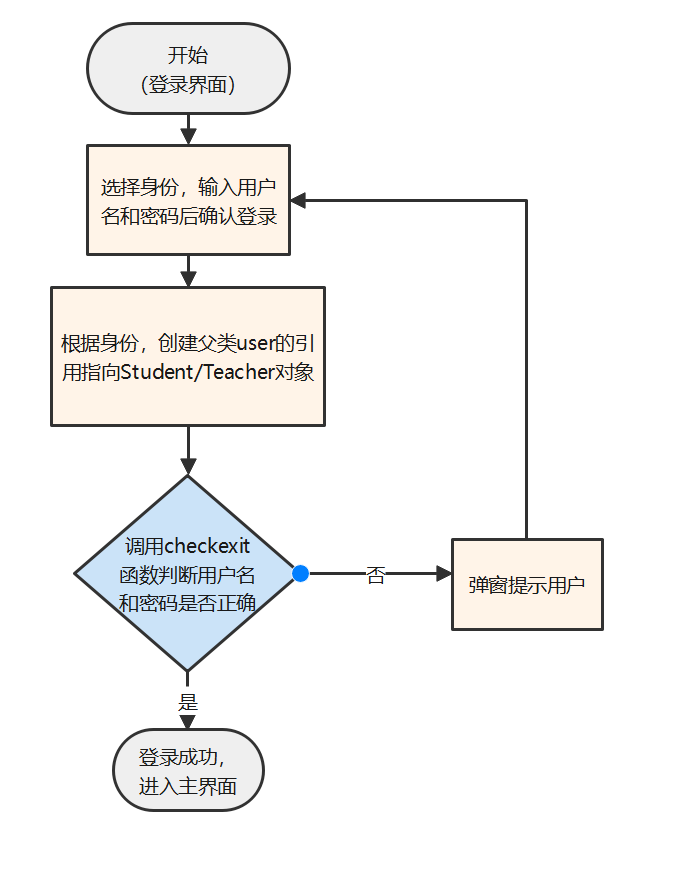 开始
（登录界面）
选择身份，输入用户
名和密码后确认登录
根据身份，创建父类user的引
用指向Student/Teacher对象
调用checkexit
函数判断用户名
和密码是否正确
否
弹窗提示用户
是
登录成功，
进入主界面